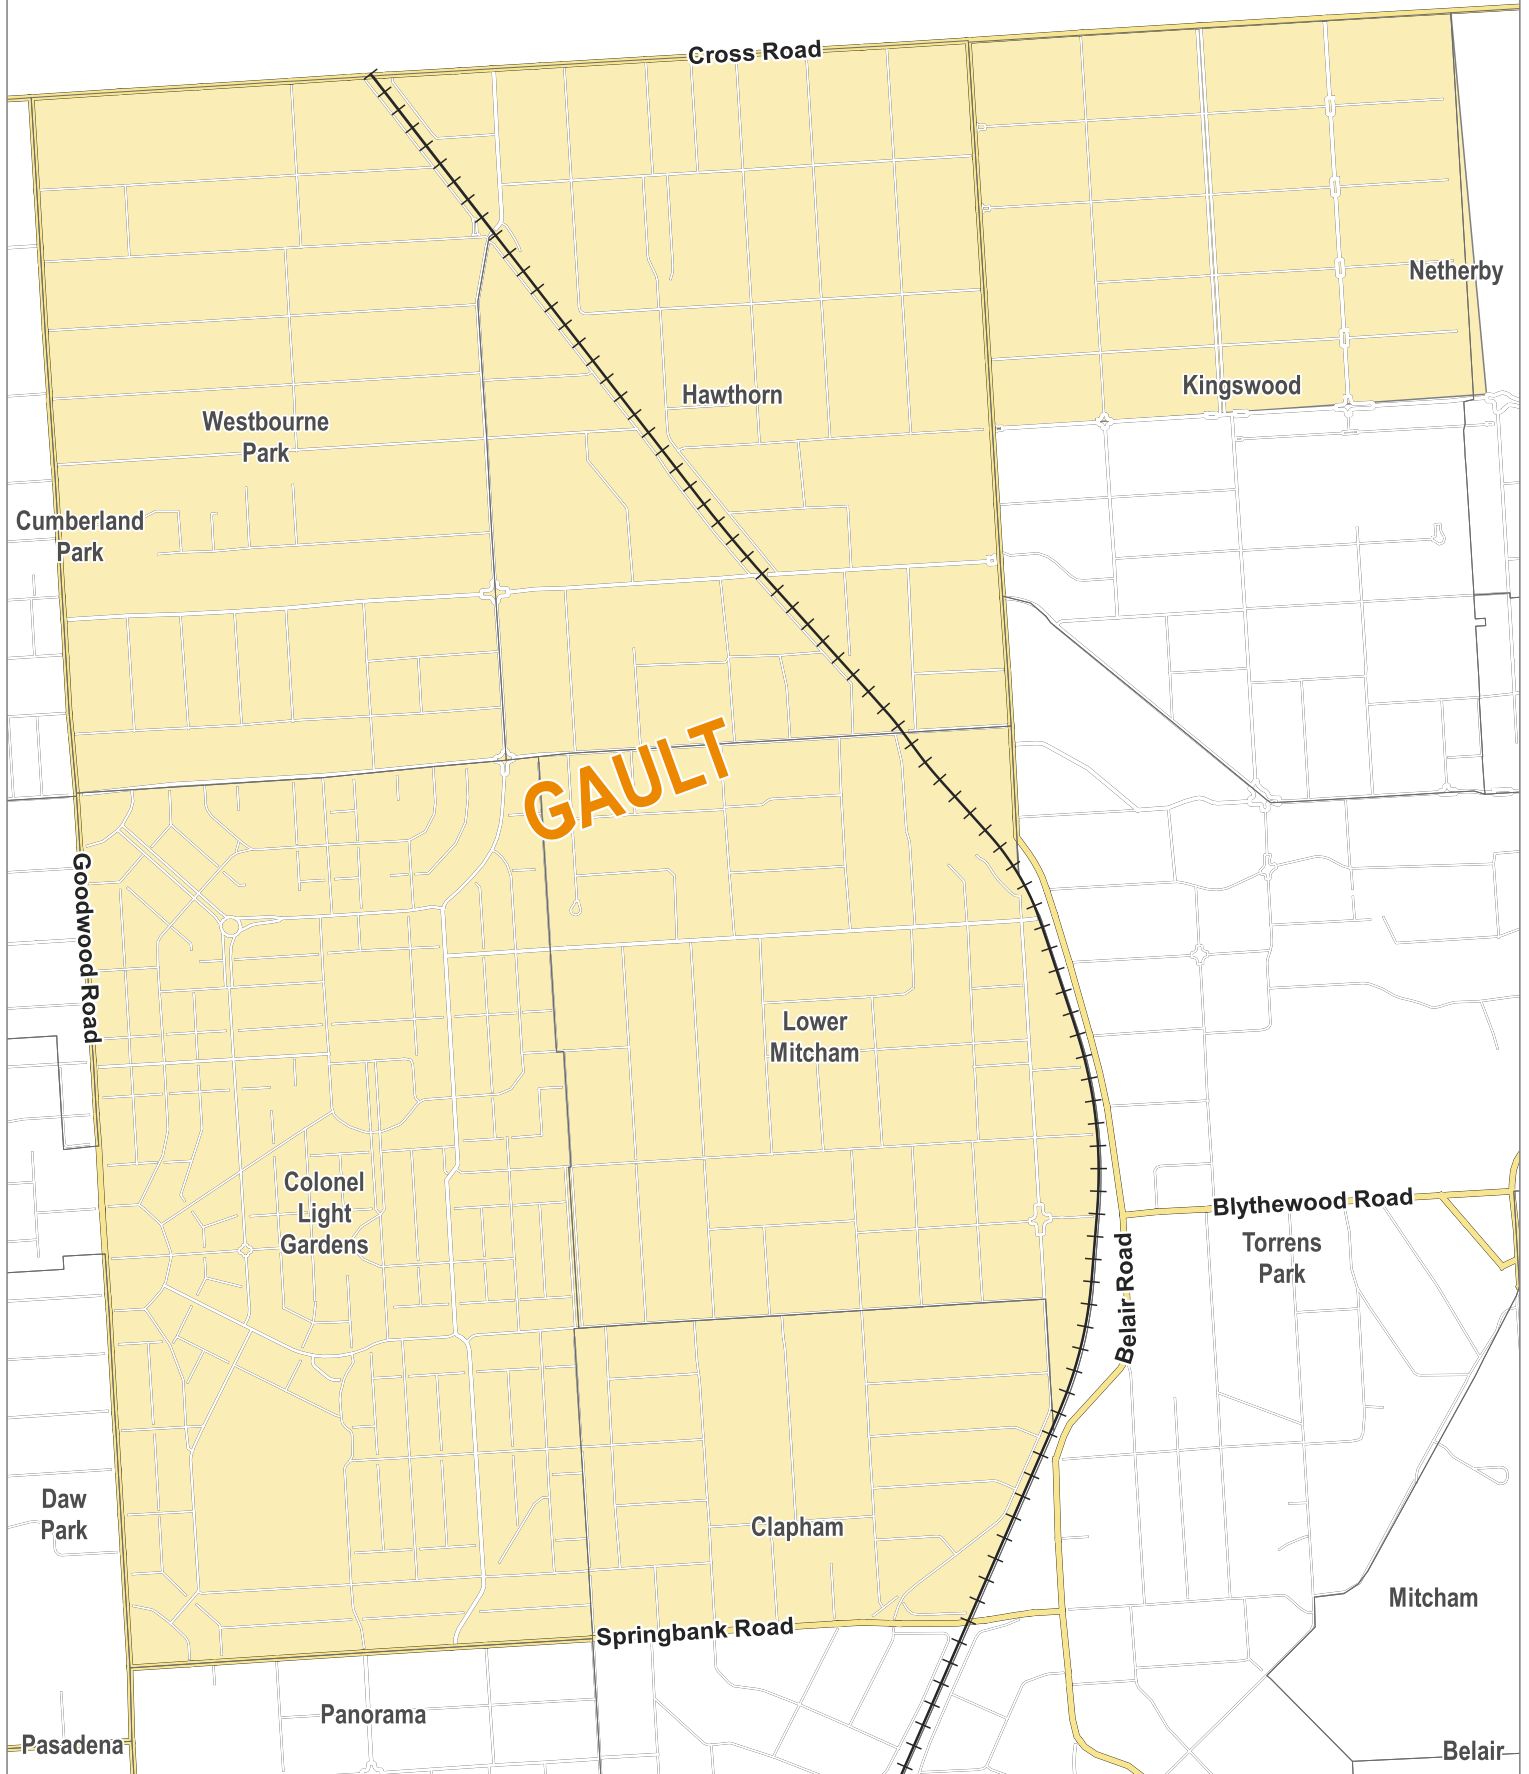 Cross Road
Netherby
Kingswood
Hawthorn
Westbourne
Park
Cumberland
Park
GAULT
Goodwood Road
Lower
Mitcham
Colonel
Light
Gardens
Blythewood Road
Torrens
Park
Belair Road
Daw
Park
Clapham
Mitcham
Springbank Road
Panorama
Pasadena
Belair